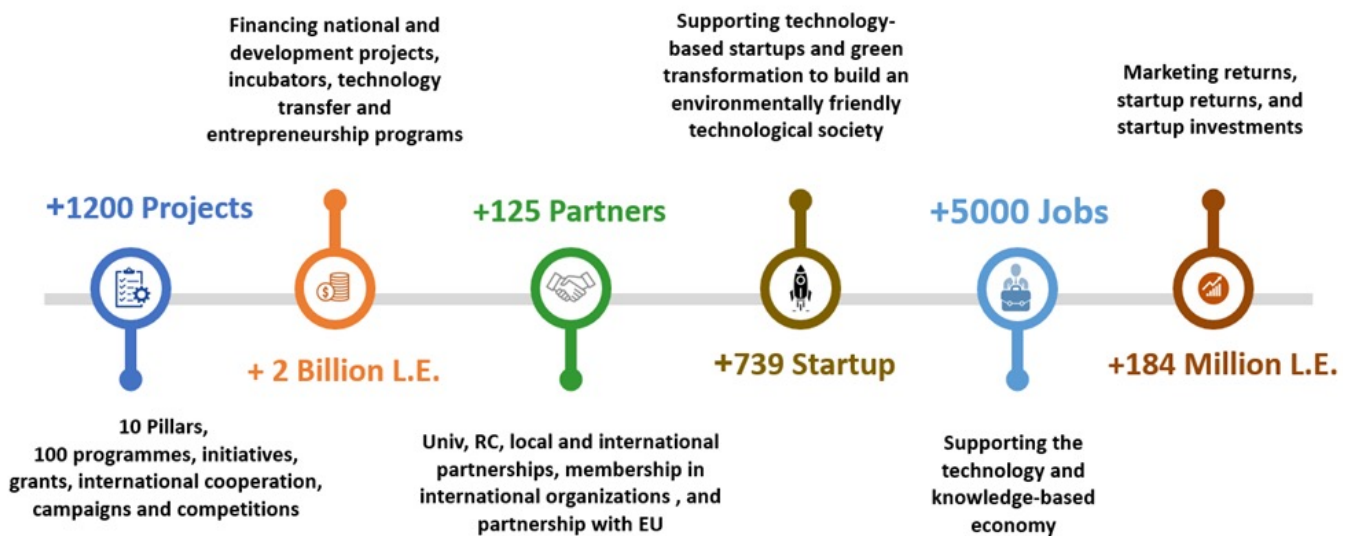 +1200 Projects
10 Pillars,
100 programmes, initiatives,
grants, international cooperation,
campaigns and competitions
Financing national and
development projects,
incubators, technology
transfer and
entrepreneurship programs
+ 2 Billion L.E.
+125 Partners
Univ, RC, local and international
partnerships, membership in
international organizations , and
partnership with EU
Supporting technology-
based startups and green
transformation to build an
environmentally friendly
technological society
+739 Startup
+5000 Jobs
Supporting the
technology and
knowledge-based
economy
Marketing returns,
startup returns, and
startup investments
+184 Million L.E.